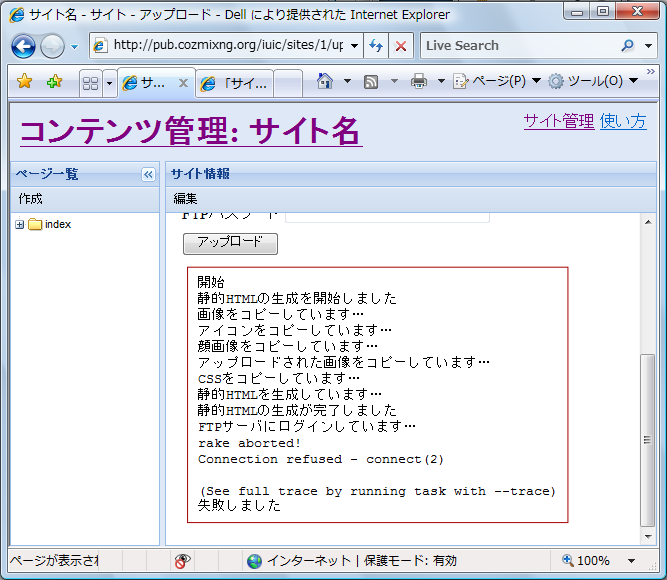 サイト名 - サイト - アップロード - Dell により提供された Internet Explorer
http://pub.cozmixng.org/iuic/sites/1/up
Live Search
サ...
「サイ...
ページ(P)
ツール(O)
コンテンツ管理: サイト名
サイト管理 使い方
ページ一覧
サイト情報
作成
編集
index
FTPパスワード
アップロード
開始
静的HTMLの生成を開始しました
画像をコピーしています…
アイコンをコピーしています…
顔画像をコピーしています…
アップロードされた画像をコピーしています…
CSSをコピーしています…
静的HTMLを生成しています…
静的HTMLの生成が完了しました
FTPサーバにログインしています…
rake aborted!
Connection refused - connect(2)
(See full trace by running task with --trace)
失敗しました
ページが表示され
インターネット | 保護モード: 有効
100%